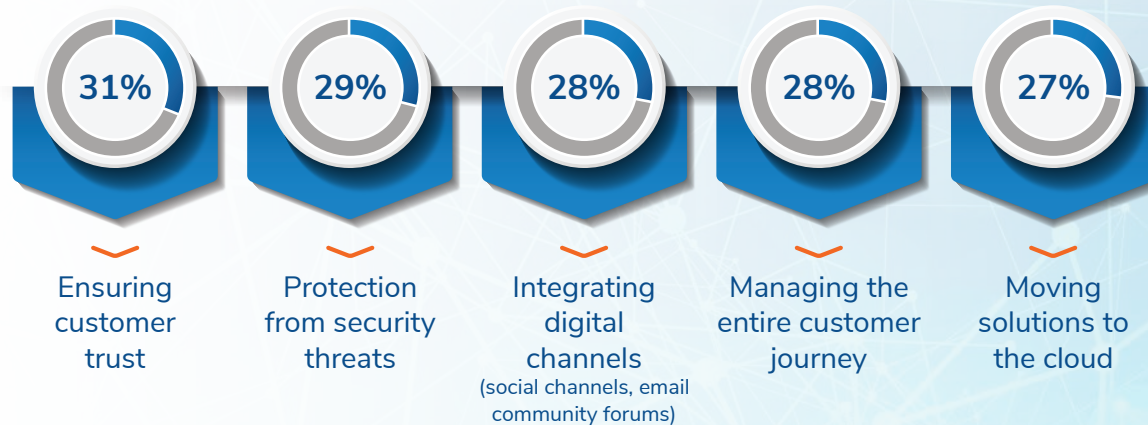 31%
29%
28%
28%
27%
Ensuring
customer
trust
Protection
from security
threats
Integrating
digital
channels
(social channels, email
community forums)
Managing the
entire customer
journey
Moving
solutions to
the cloud